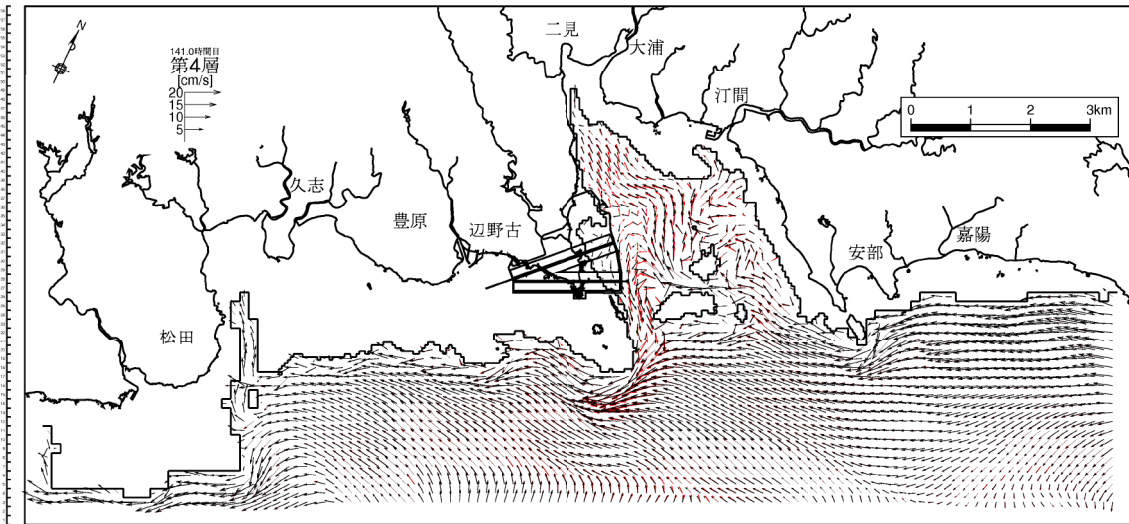 N
二見
大浦
141.0時間目
第4層
[cm/s]
20
15
10
5
汀間
0 1 2 3km
久志
豊原
辺野古
嘉陽
安部
松田